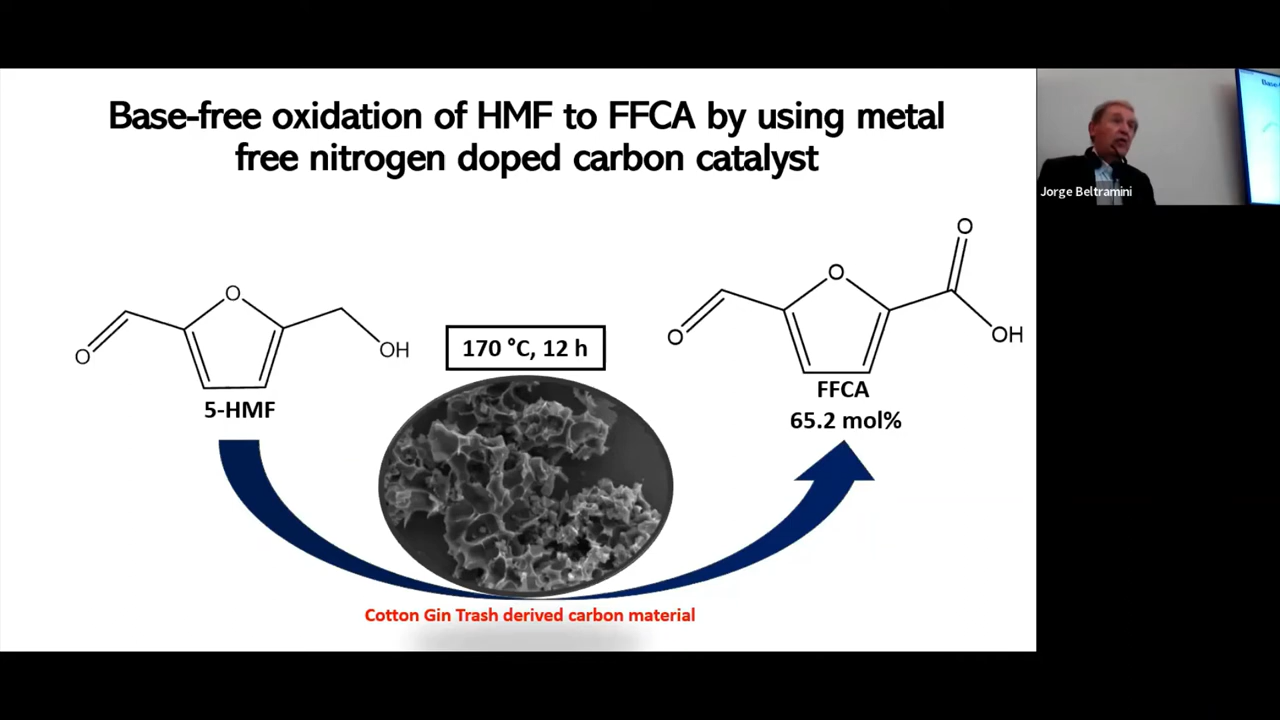 Base-free oxidation of HMF to FFCA by using metal
free nitrogen doped carbon catalyst
Jorge Beltramini
O
O
OH
5-HMF
170 °C, 12 h
O
O
O
OH
FFCA
65.2 mol%
Cotton Gin Trash derived carbon material